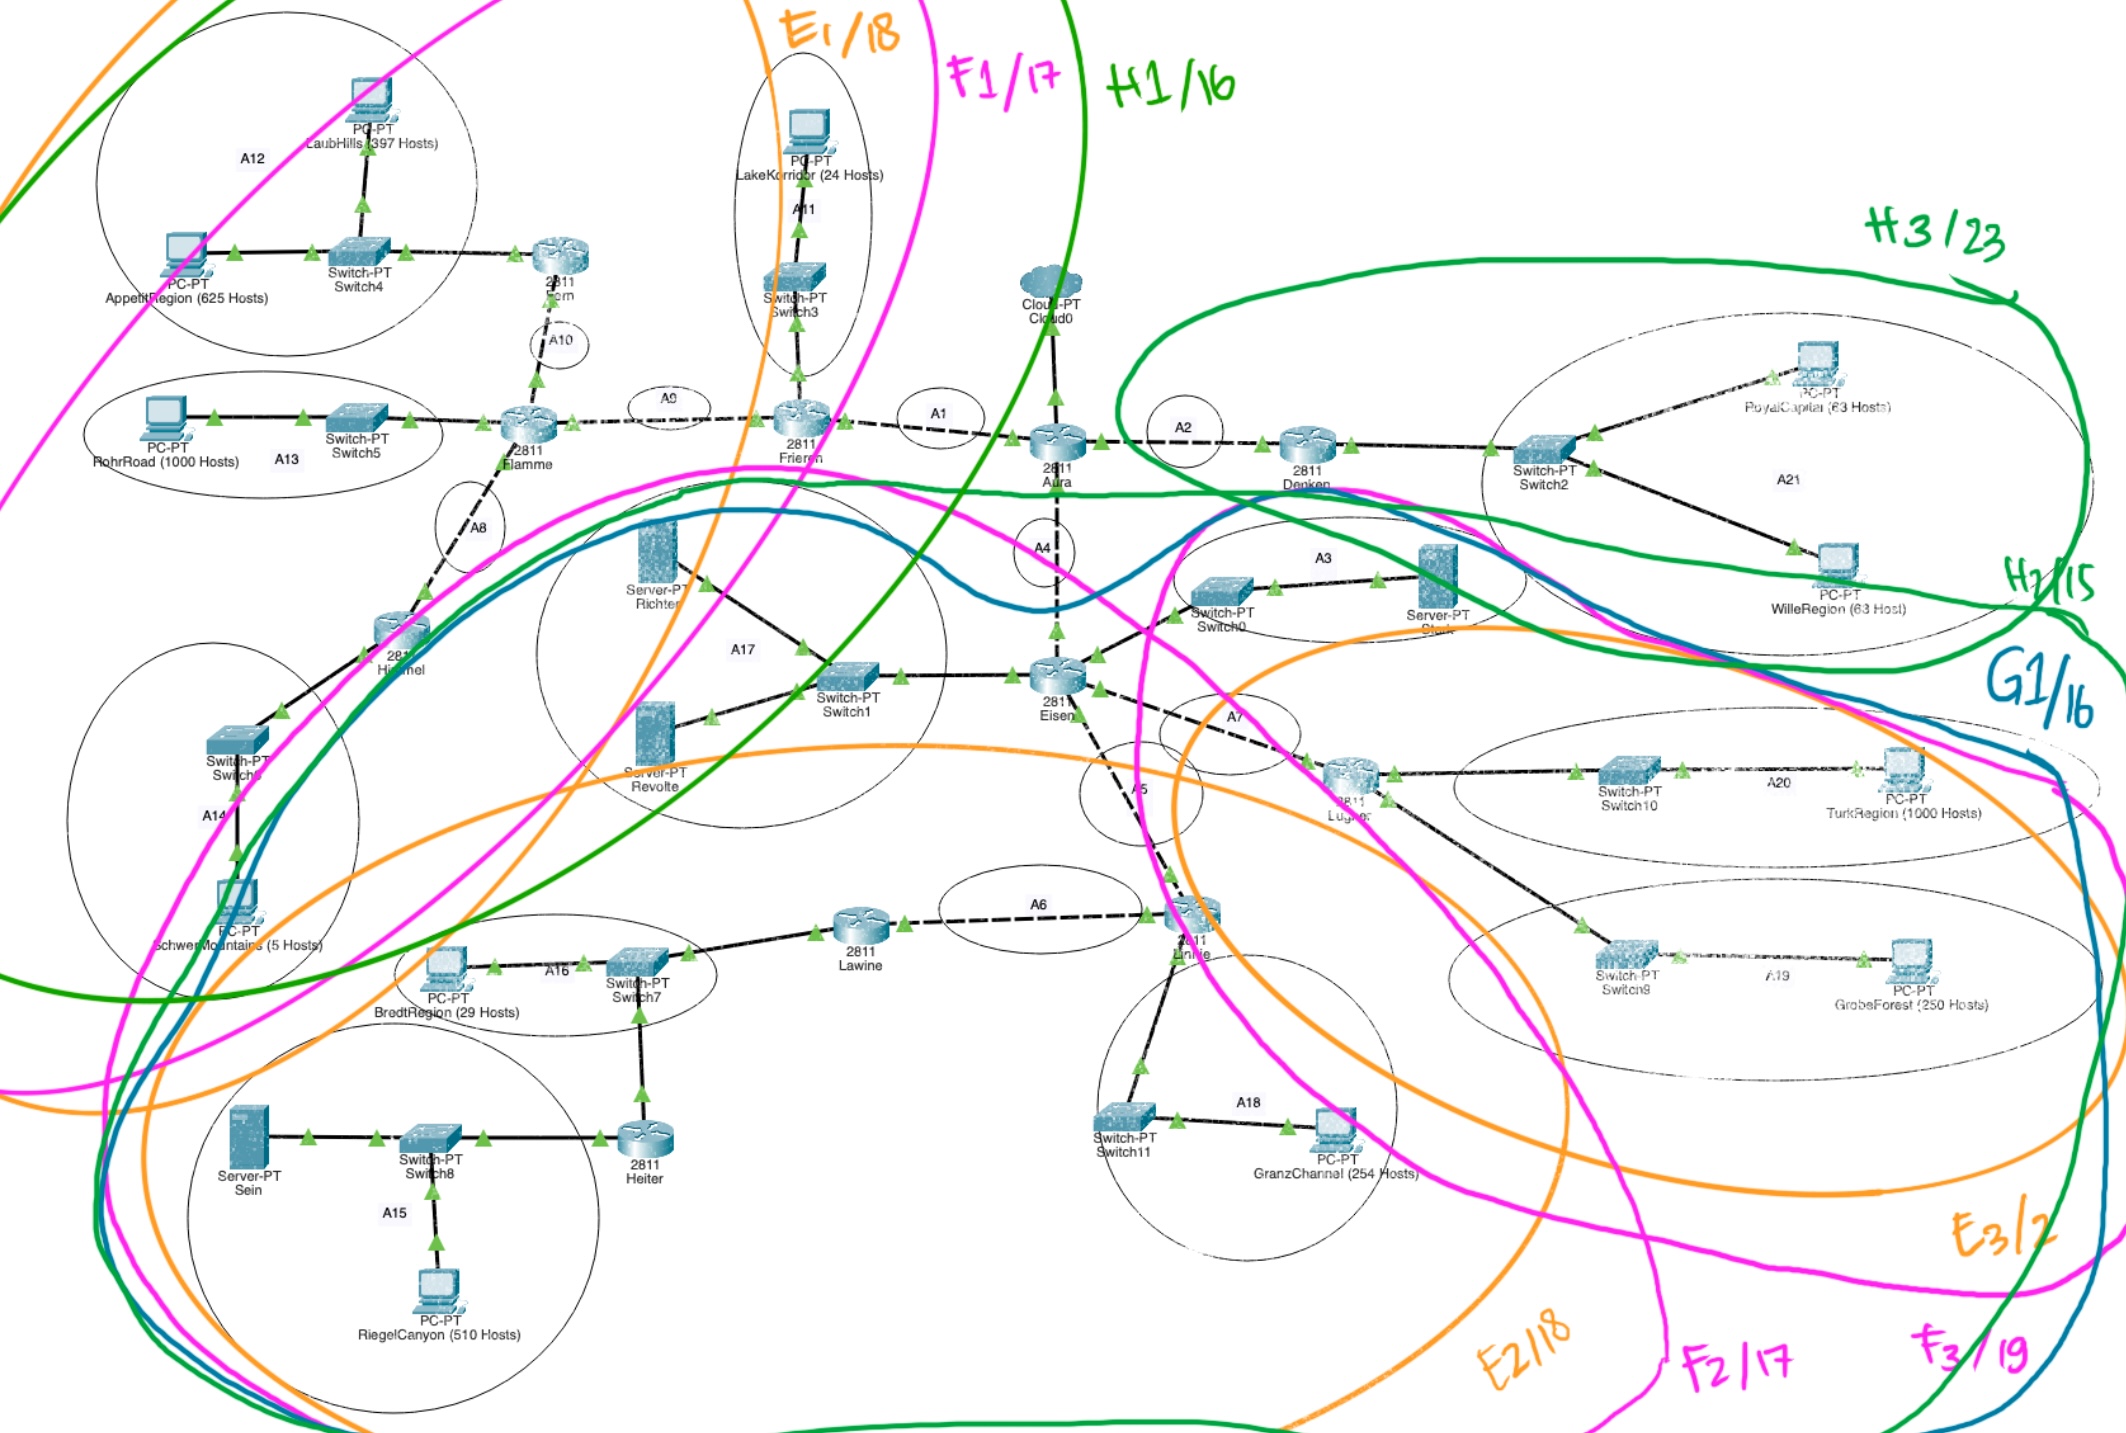 E1/18
F1/17
H1/16
PC-PT
LaubHills (397 Hosts)
A12
PC-PT
AppetitRegion (625 Hosts)
Switch-PT
Switch4
2811
Fern
A10
PC-PT
LakeKorridor (24 Hosts)
A11
Switch-PT
Switch3
Cloud-PT
Cloud0
H3/23
PC-PT
RohrRoad (1000 Hosts)
A13
Switch-PT
Switch5
2811
Flamme
A9
2811
Frieren
A1
2811
Aura
A2
2811
Denken
Switch-PT
Switch2
PC-PT
RoyalCapital (63 Hosts)
A21
PC-PT
WilleRegion (63 Host)
H2/15
A8
2811
Himmel
Server-PT
Richter
A17
Server-PT
Revolte
Switch-PT
Switch1
A4
2811
Eisen
Switch-PT
Switch0
A3
Server-PT
Stark
G1/16
A7
A5
2811
Lugner
Switch-PT
Switch10
A20
PC-PT
TurkRegion (1000 Hosts)
Switch-PT
A14
PC-PT
SchwerMountains (5 Hosts)
PC-PT
BredtRegion (29 Hosts)
A16
Switch-PT
Switch7
2811
Lawine
A6
2811
Linie
Switch-PT
Switch9
A19
PC-PT
GrobeForest (250 Hosts)
Switch-PT
Switch11
A18
PC-PT
GranzChannel (254 Hosts)
Server-PT
Sein
Switch-PT
Switch8
2811
Heiter
A15
PC-PT
RiegelCanyon (510 Hosts)
E3/2
E2/18
F2/17
F3/19